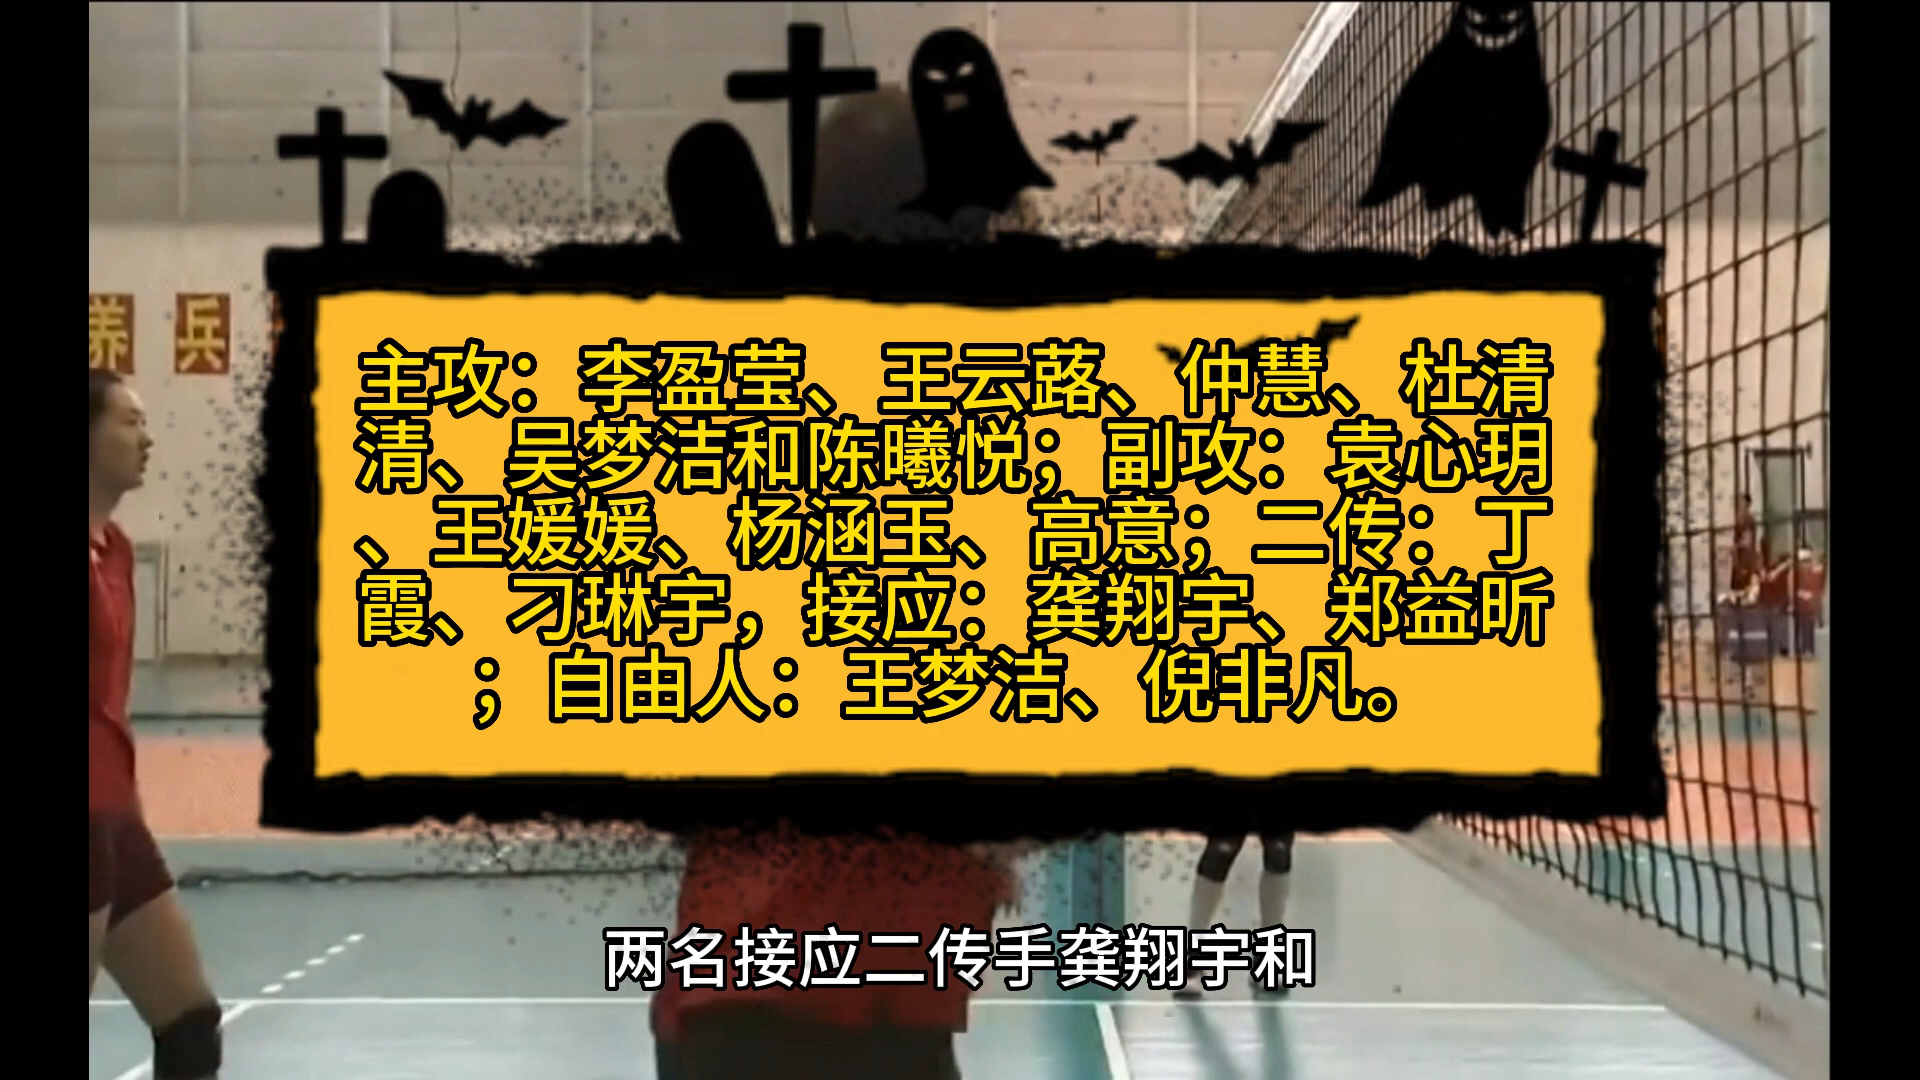 养 兵
主攻：李盈莹、王云蕗、仲慧、杜清
清、吴梦洁和陈曦悦；副攻：袁心玥
、王媛媛、杨涵玉、高意；二传：丁
霞、刁琳宇，接应：龚翔宇、郑益昕
；自由人：王梦洁、倪非凡。
两名接应二传手龚翔宇和